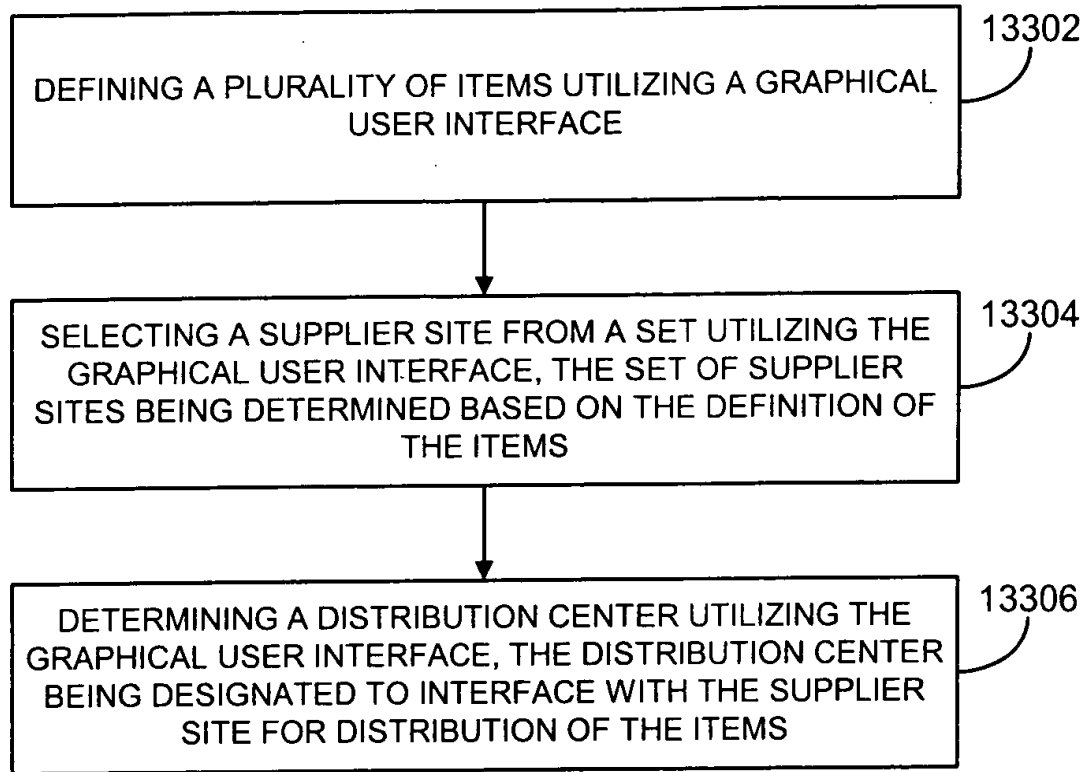 13302
DEFINING A PLURALITY OF ITEMS UTILIZING A GRAPHICAL
USER INTERFACE
13304
SELECTING A SUPPLIER SITE FROM A SET UTILIZING THE
GRAPHICAL USER INTERFACE, THE SET OF SUPPLIER
SITES BEING DETERMINED BASED ON THE DEFINITION OF
THE ITEMS
13306
DETERMINING A DISTRIBUTION CENTER UTILIZING THE
GRAPHICAL USER INTERFACE, THE DISTRIBUTION CENTER
BEING DESIGNATED TO INTERFACE WITH THE SUPPLIER
SITE FOR DISTRIBUTION OF THE ITEMS